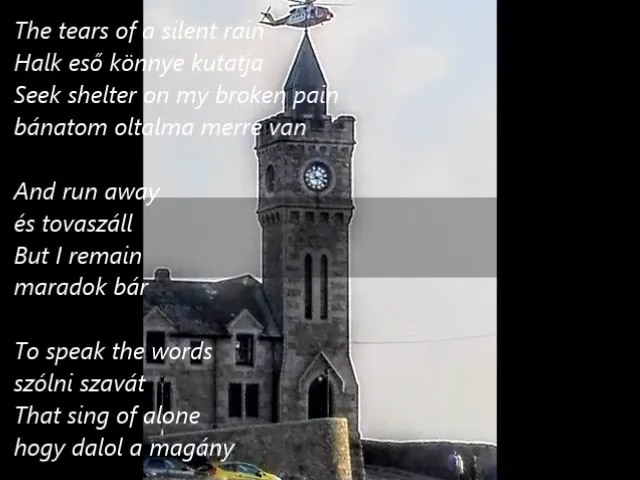 The tears of a silent rain
Halk eső könnye kutatja
Seek shelter on my broken pain
bánatom oltalma merre van
And run away
és tovaszáll
But I remain
maradok bár
To speak the words
szólni szavát
That sing of alone
hogy dalol a magány